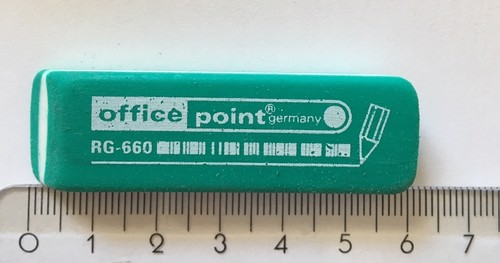 office point® germany
RG-660
0 1 2 3 4 5 6 7